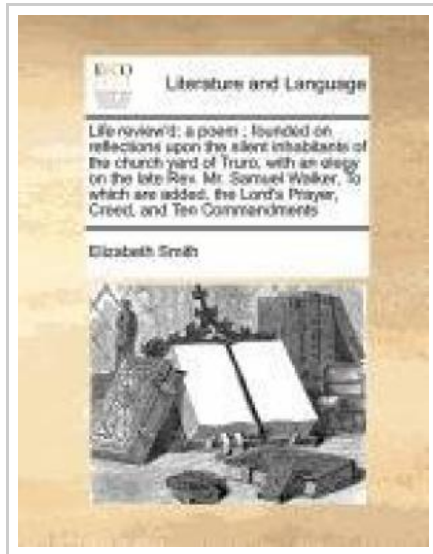 ECCO
Literature and Language
Life review'd; a poem ; founded on
reflections upon the silent inhabitants of
the church yard of Truro, with an elegy
on the late Rev. Mr. Samuel Walker, To
which are added, the Lord's Prayer,
Creed, and Ten Commandments
Elizabeth Smith